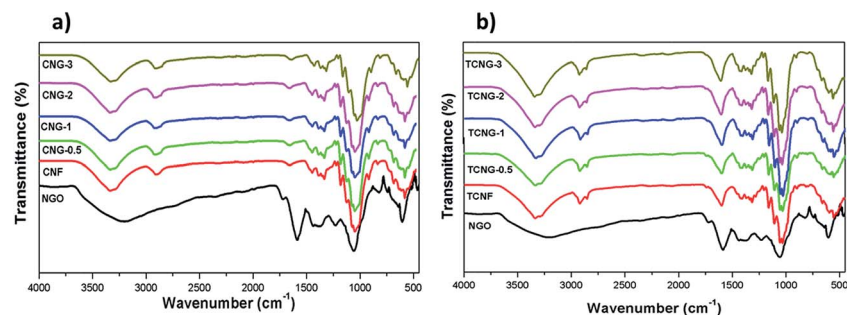 a)
CNG-3
CNG-2
CNG-1
CNG-0.5
CNF
NGO
Transmittance (%)
4000 3500 3000 2500 2000 1500 1000 500
Wavenumber (cm⁻¹)
b)
TCNG-3
TCNG-2
TCNG-1
TCNG-0.5
TCNF
NGO
Transmittance (%)
4000 3500 3000 2500 2000 1500 1000 500
Wavenumber (cm⁻¹)